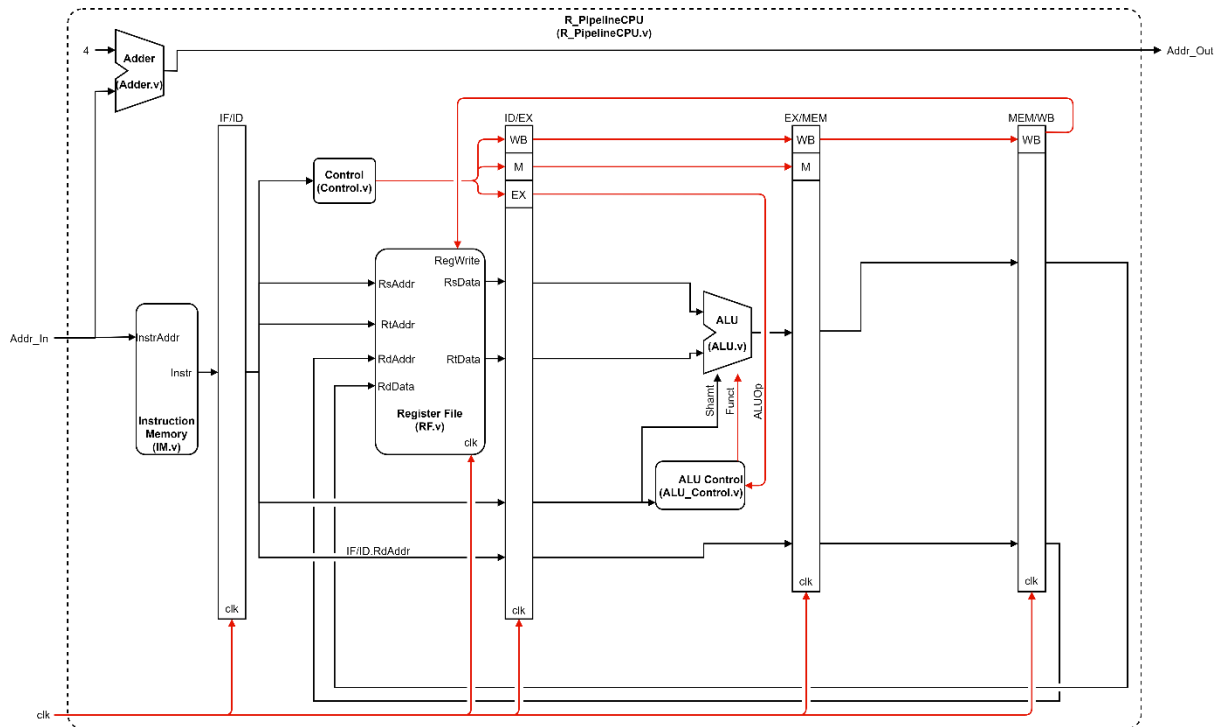 R_PipelineCPU
(R_PipelineCPU.v)
4
Adder
(Adder.v)
Addr_Out
IF/ID
ID/EX
EX/MEM
MEM/WB
WB
WB
WB
Control
(Control.v)
M
M
EX
RegWrite
RsAddr
RsData
RtAddr
ALU
(ALU.v)
Addr_In
InstrAddr
RdAddr
RtData
Instr
RdData
Shamt
Funct
ALUOp
Register File
(RF.v)
Instruction
Memory
(IM.v)
clk
ALU Control
(ALU_Control.v)
IF/ID.RdAddr
clk
clk
clk
clk
clk